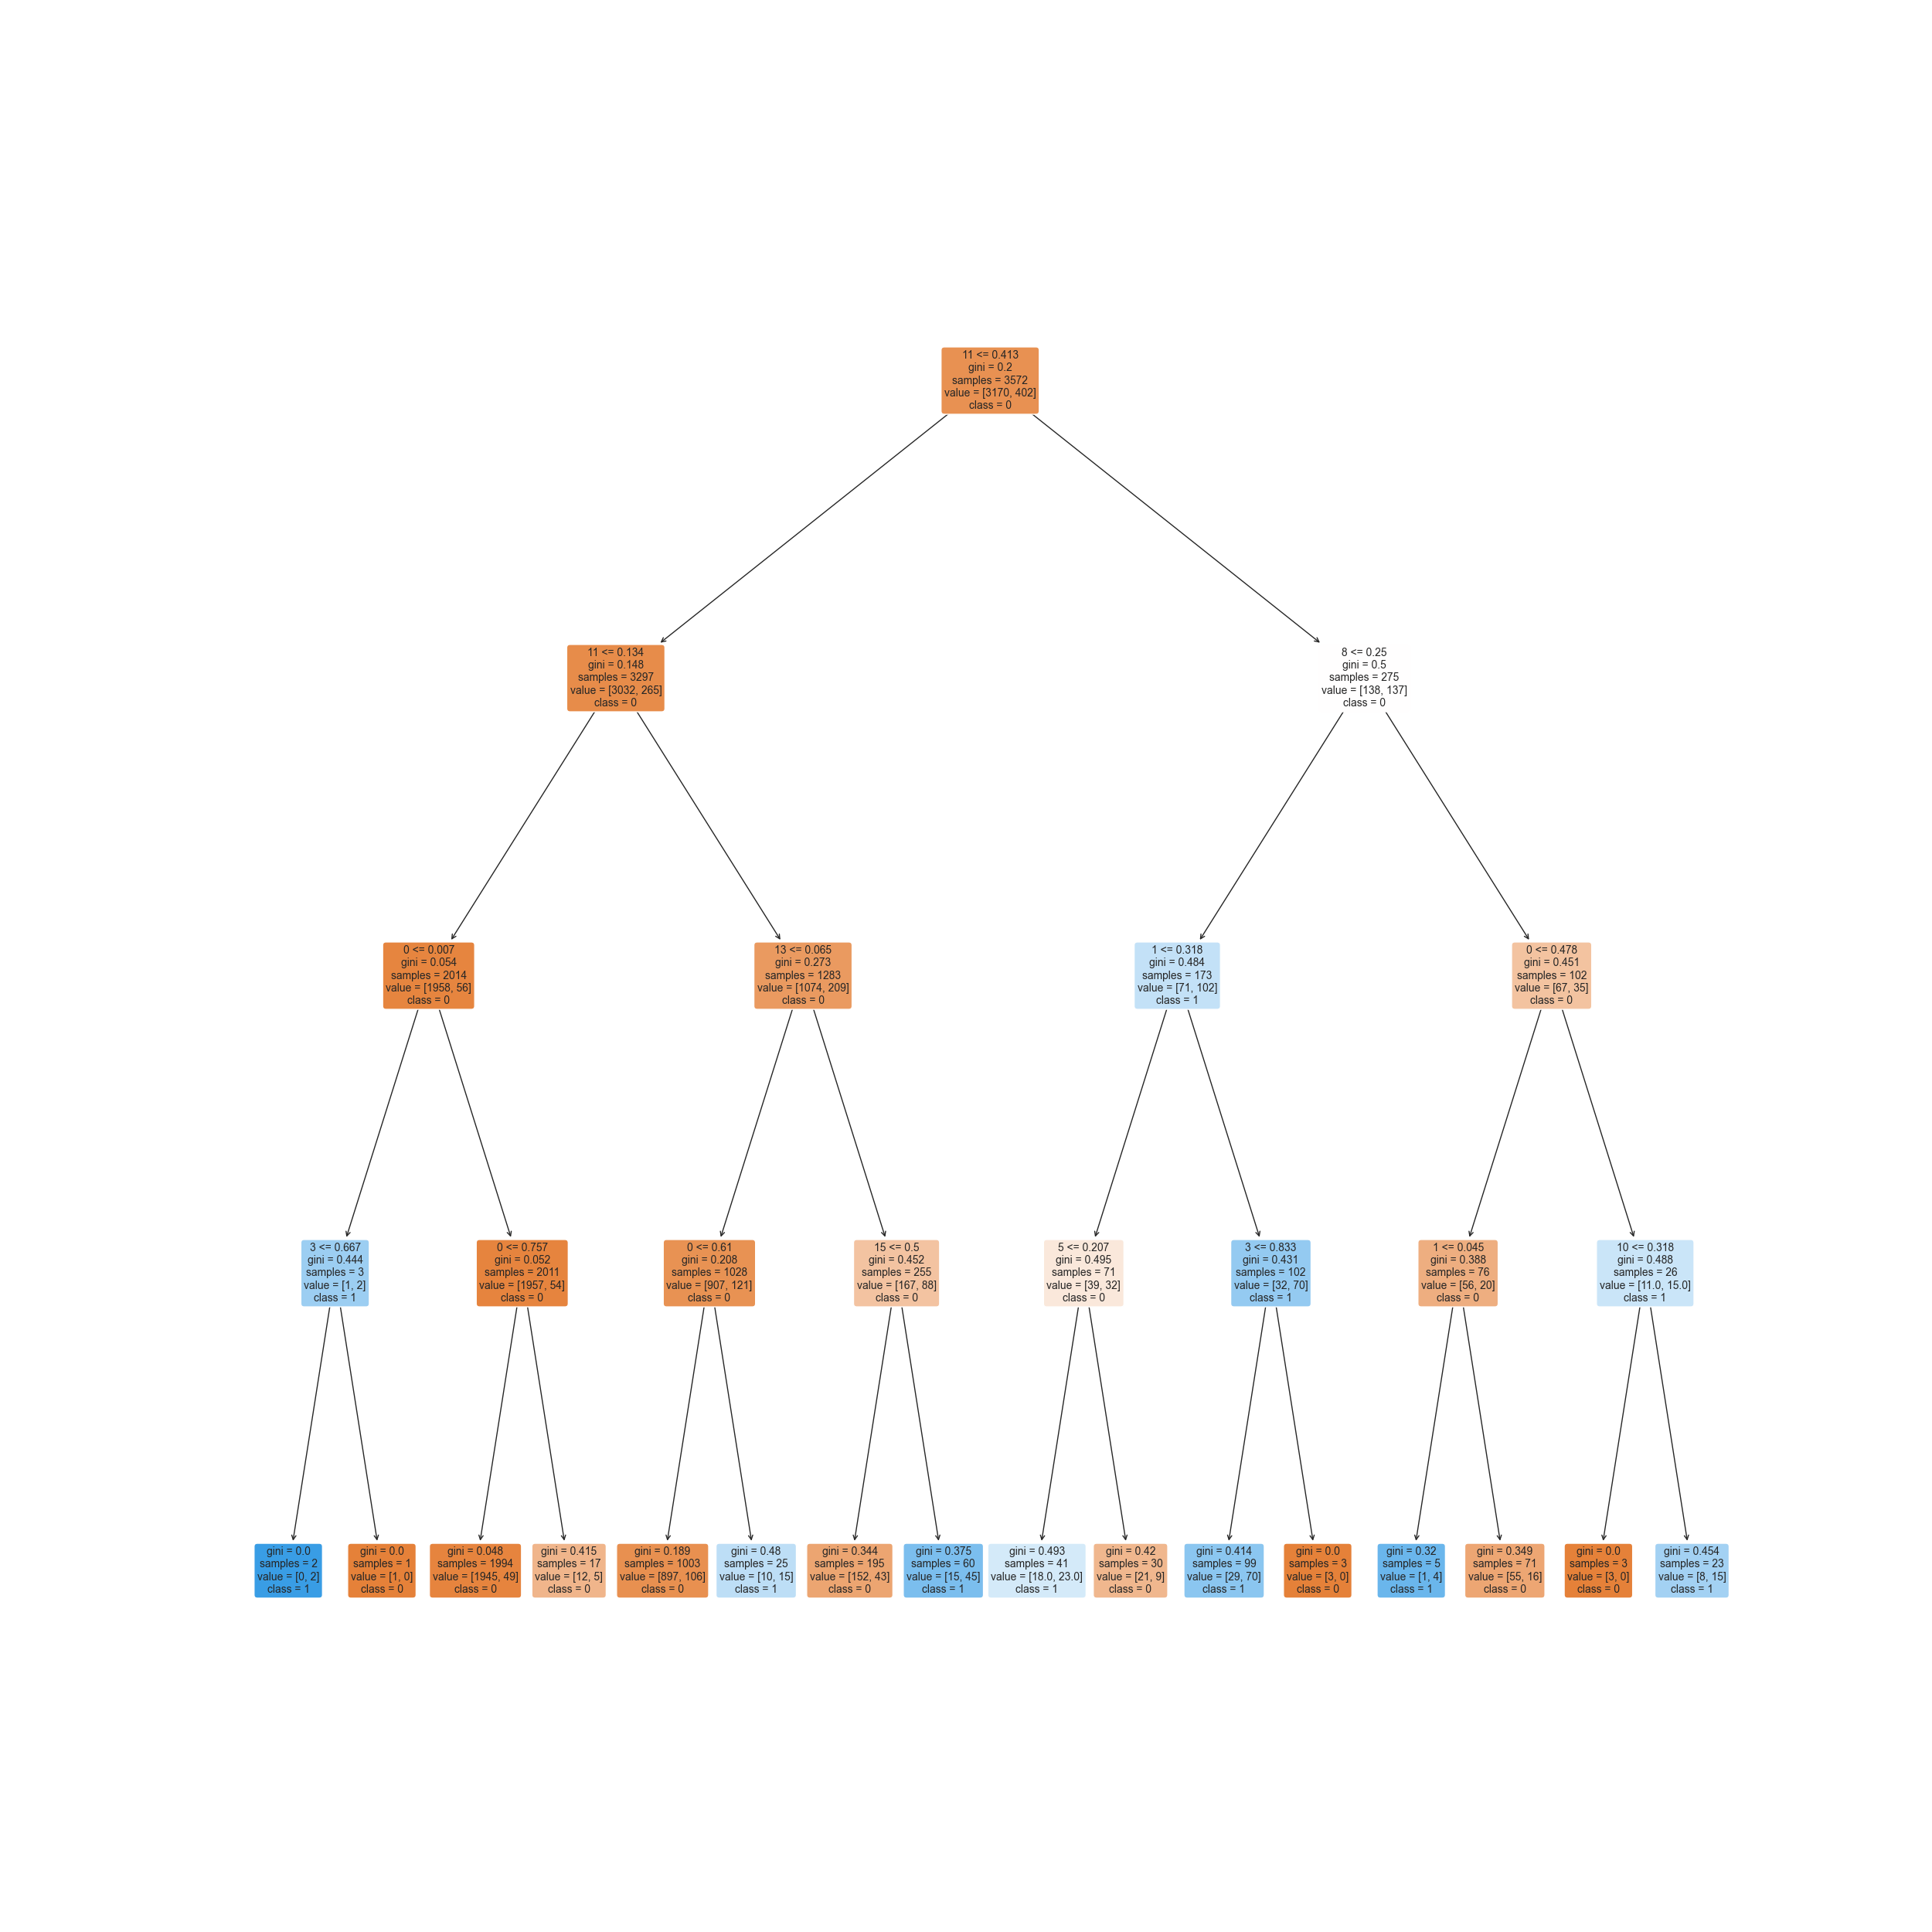 11 <= 0.413
gini = 0.2
samples = 3572
value = [3170, 402]
class = 0
11 <= 0.134
gini = 0.148
samples = 3297
value = [3032, 265]
class = 0
8 <= 0.25
gini = 0.5
samples = 275
value = [138, 137]
class = 0
0 <= 0.007
gini = 0.054
samples = 2014
value = [1958, 56]
class = 0
13 <= 0.065
gini = 0.273
samples = 1283
value = [1074, 209]
class = 0
1 <= 0.318
gini = 0.484
samples = 173
value = [71, 102]
class = 1
0 <= 0.478
gini = 0.451
samples = 102
value = [67, 35]
class = 0
3 <= 0.667
gini = 0.444
samples = 3
value = [1, 2]
class = 1
0 <= 0.757
gini = 0.052
samples = 2011
value = [1957, 54]
class = 0
0 <= 0.61
gini = 0.208
samples = 1028
value = [907, 121]
class = 0
15 <= 0.5
gini = 0.452
samples = 255
value = [167, 88]
class = 0
5 <= 0.207
gini = 0.495
samples = 71
value = [39, 32]
class = 0
3 <= 0.833
gini = 0.431
samples = 102
value = [32, 70]
class = 1
1 <= 0.045
gini = 0.388
samples = 76
value = [56, 20]
class = 0
10 <= 0.318
gini = 0.488
samples = 26
value = [11.0, 15.0]
class = 1
gini = 0.0
samples = 2
value = [0, 2]
class = 1
gini = 0.0
samples = 1
value = [1, 0]
class = 0
gini = 0.048
samples = 1994
value = [1945, 49]
class = 0
gini = 0.415
samples = 17
value = [12, 5]
class = 0
gini = 0.189
samples = 1003
value = [897, 106]
class = 0
gini = 0.48
samples = 25
value = [10, 15]
class = 1
gini = 0.344
samples = 195
value = [152, 43]
class = 0
gini = 0.375
samples = 60
value = [15, 45]
class = 1
gini = 0.493
samples = 41
value = [18.0, 23.0]
class = 1
gini = 0.42
samples = 30
value = [21, 9]
class = 0
gini = 0.414
samples = 99
value = [29, 70]
class = 1
gini = 0.0
samples = 3
value = [3, 0]
class = 0
gini = 0.32
samples = 5
value = [1, 4]
class = 1
gini = 0.349
samples = 71
value = [55, 16]
class = 0
gini = 0.0
samples = 3
value = [3, 0]
class = 0
gini = 0.454
samples = 23
value = [8, 15]
class = 1